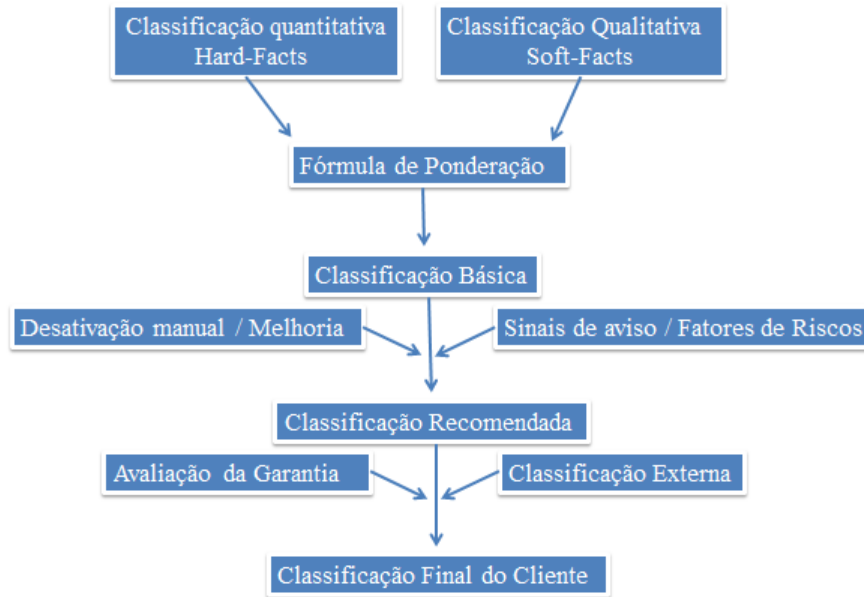 Classificação quantitativa
Hard-Facts
Classificação Qualitativa
Soft-Facts
Fórmula de Ponderação
Classificação Básica
Desativação manual / Melhoria
Sinais de aviso / Fatores de Riscos
Classificação Recomendada
Avaliação da Garantia
Classificação Externa
Classificação Final do Cliente